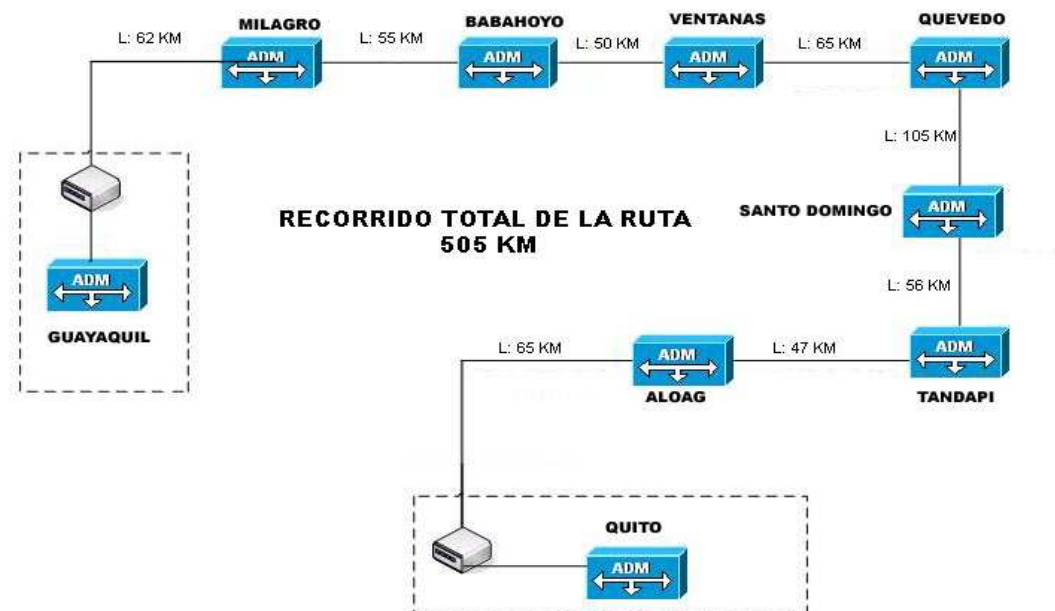 MILAGRO
BABAHOYO
VENTANAS
QUEVEDO
L: 62 KM
L: 55 KM
L: 50 KM
L: 65 KM
ADM
ADM
ADM
ADM
L: 105 KM
RECORRIDO TOTAL DE LA RUTA
505 KM
SANTO DOMINGO
ADM
ADM
GUAYAQUIL
L: 56 KM
L: 65 KM
ADM
L: 47 KM
ADM
ALOAG
TANDAPI
QUITO
ADM